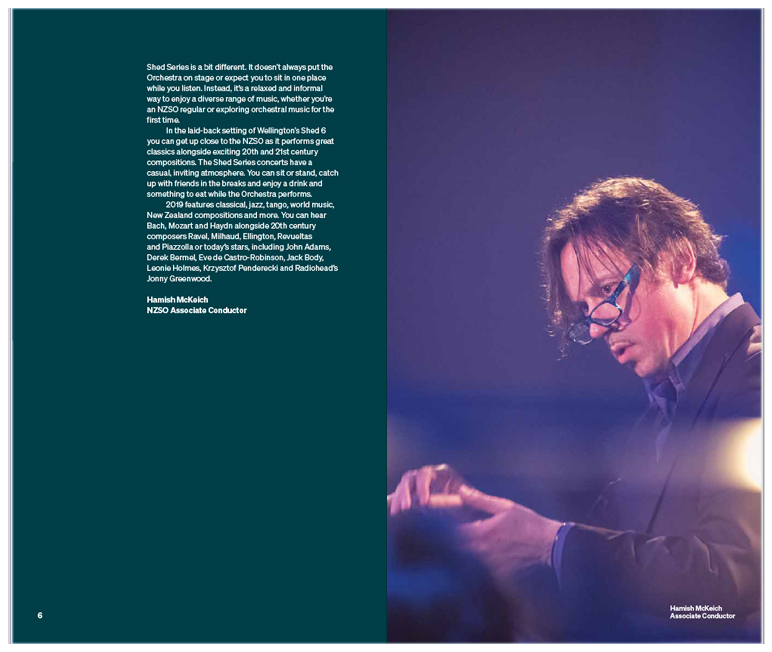 Shed Series is a bit different. It doesn't always put the
Orchestra on stage or expect you to sit in one place
while you listen. Instead, it's a relaxed and informal
way to enjoy a diverse range of music, whether you're
an NZSO regular or exploring orchestral music for the
first time.
In the laid-back setting of Wellington's Shed 6
you can get up close to the NZSO as it performs great
classics alongside exciting 20th and 21st century
compositions. The Shed Series concerts have a
casual, inviting atmosphere. You can sit or stand, catch
up with friends in the breaks and enjoy a drink and
something to eat while the Orchestra performs.
2019 features classical, jazz, tango, world music,
New Zealand compositions and more. You can hear
Bach, Mozart and Haydn alongside 20th century
composers Ravel, Milhaud, Ellington, Revueltas
and Piazzolla or today's stars, including John Adams,
Derek Bermel, Eve de Castro-Robinson, Jack Body,
Leonie Holmes, Krzysztof Penderecki and Radiohead's
Jonny Greenwood.
Hamish McKeich
NZSO Associate Conductor
6
Hamish McKeich
Associate Conductor